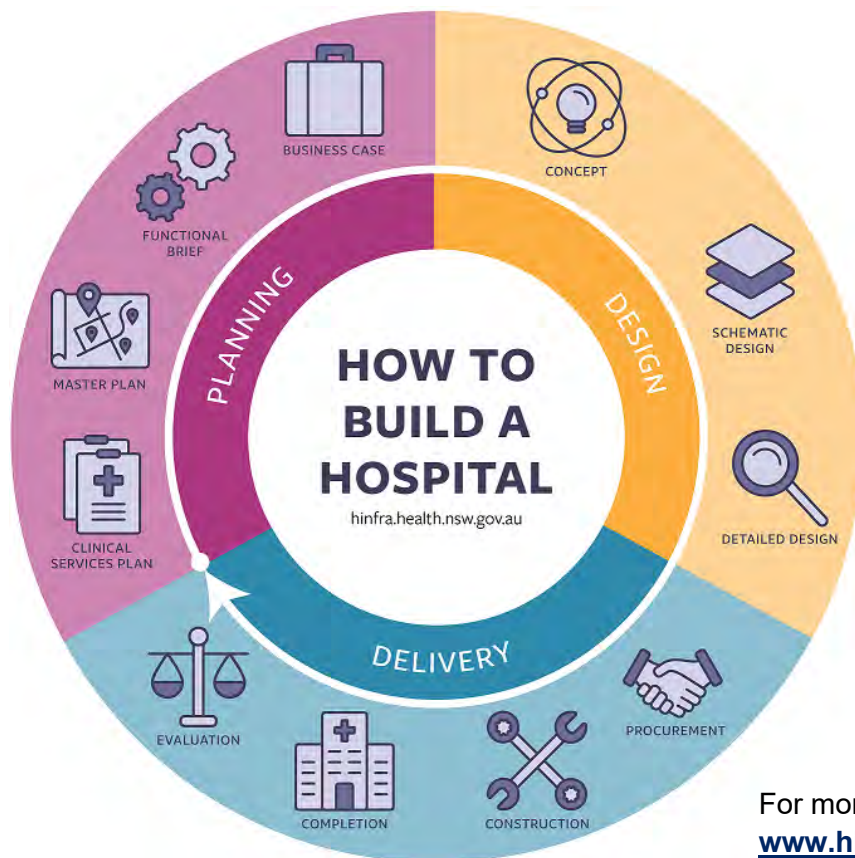 HOW TO
BUILD A
HOSPITAL
hinfra.health.nsw.gov.au
PLANNING
CLINICAL
SERVICES PLAN
MASTER PLAN
FUNCTIONAL
BRIEF
BUSINESS CASE
DESIGN
CONCEPT
SCHEMATIC
DESIGN
DETAILED DESIGN
DELIVERY
PROCUREMENT
CONSTRUCTION
COMPLETION
EVALUATION
For mor
www.h